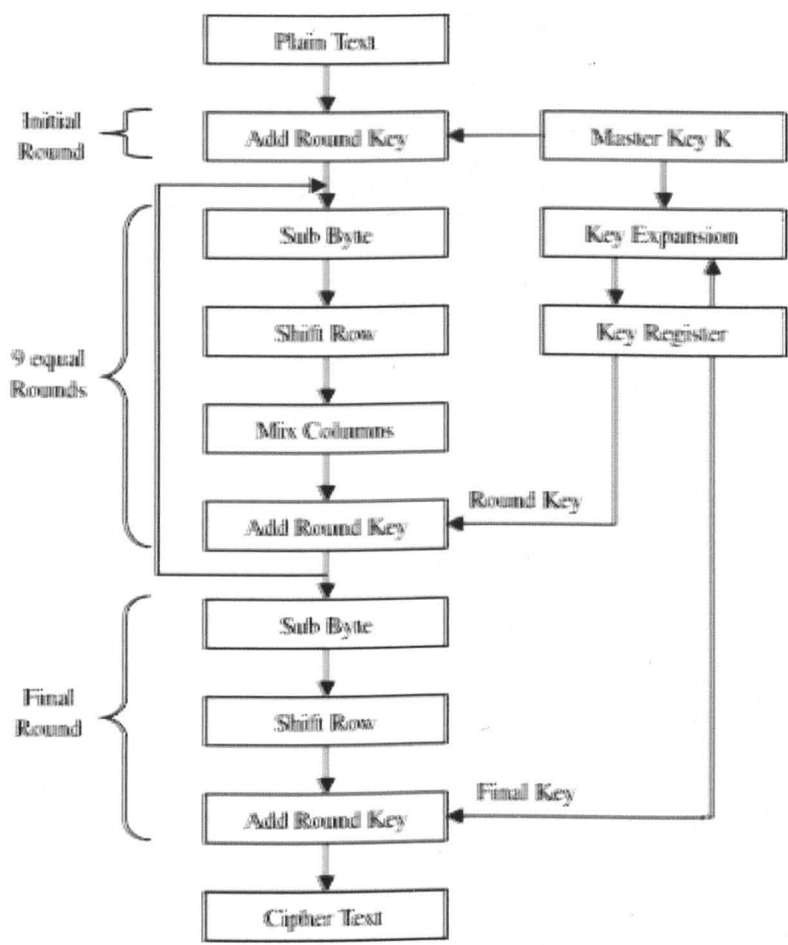 Plain Text
Initial
Round
Add Round Key
Master Key K
Sub Byte
Key Expansion
Shift Row
Key Register
9 equal
Rounds
Mix Columns
Round Key
Add Round Key
Sub Byte
Final
Round
Shift Row
Final Key
Add Round Key
Cipher Text